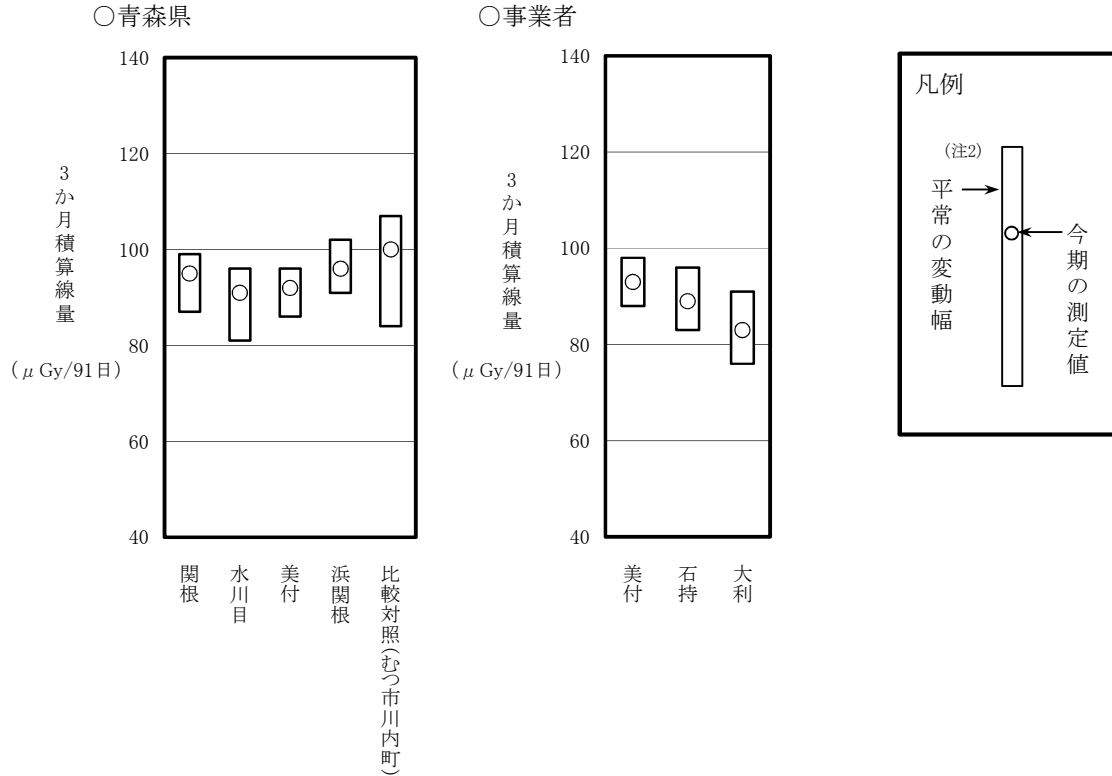 ○青森県
140
120
100
80
60
40
3か月積算線量
（μGy/91日）
関根
水川目
美付
浜関根
比較対照(むつ市川内町)
○事業者
140
120
100
80
60
40
3か月積算線量
（μGy/91日）
美付
石持
大利
凡例
(注2)
平常の変動幅
今期の測定値